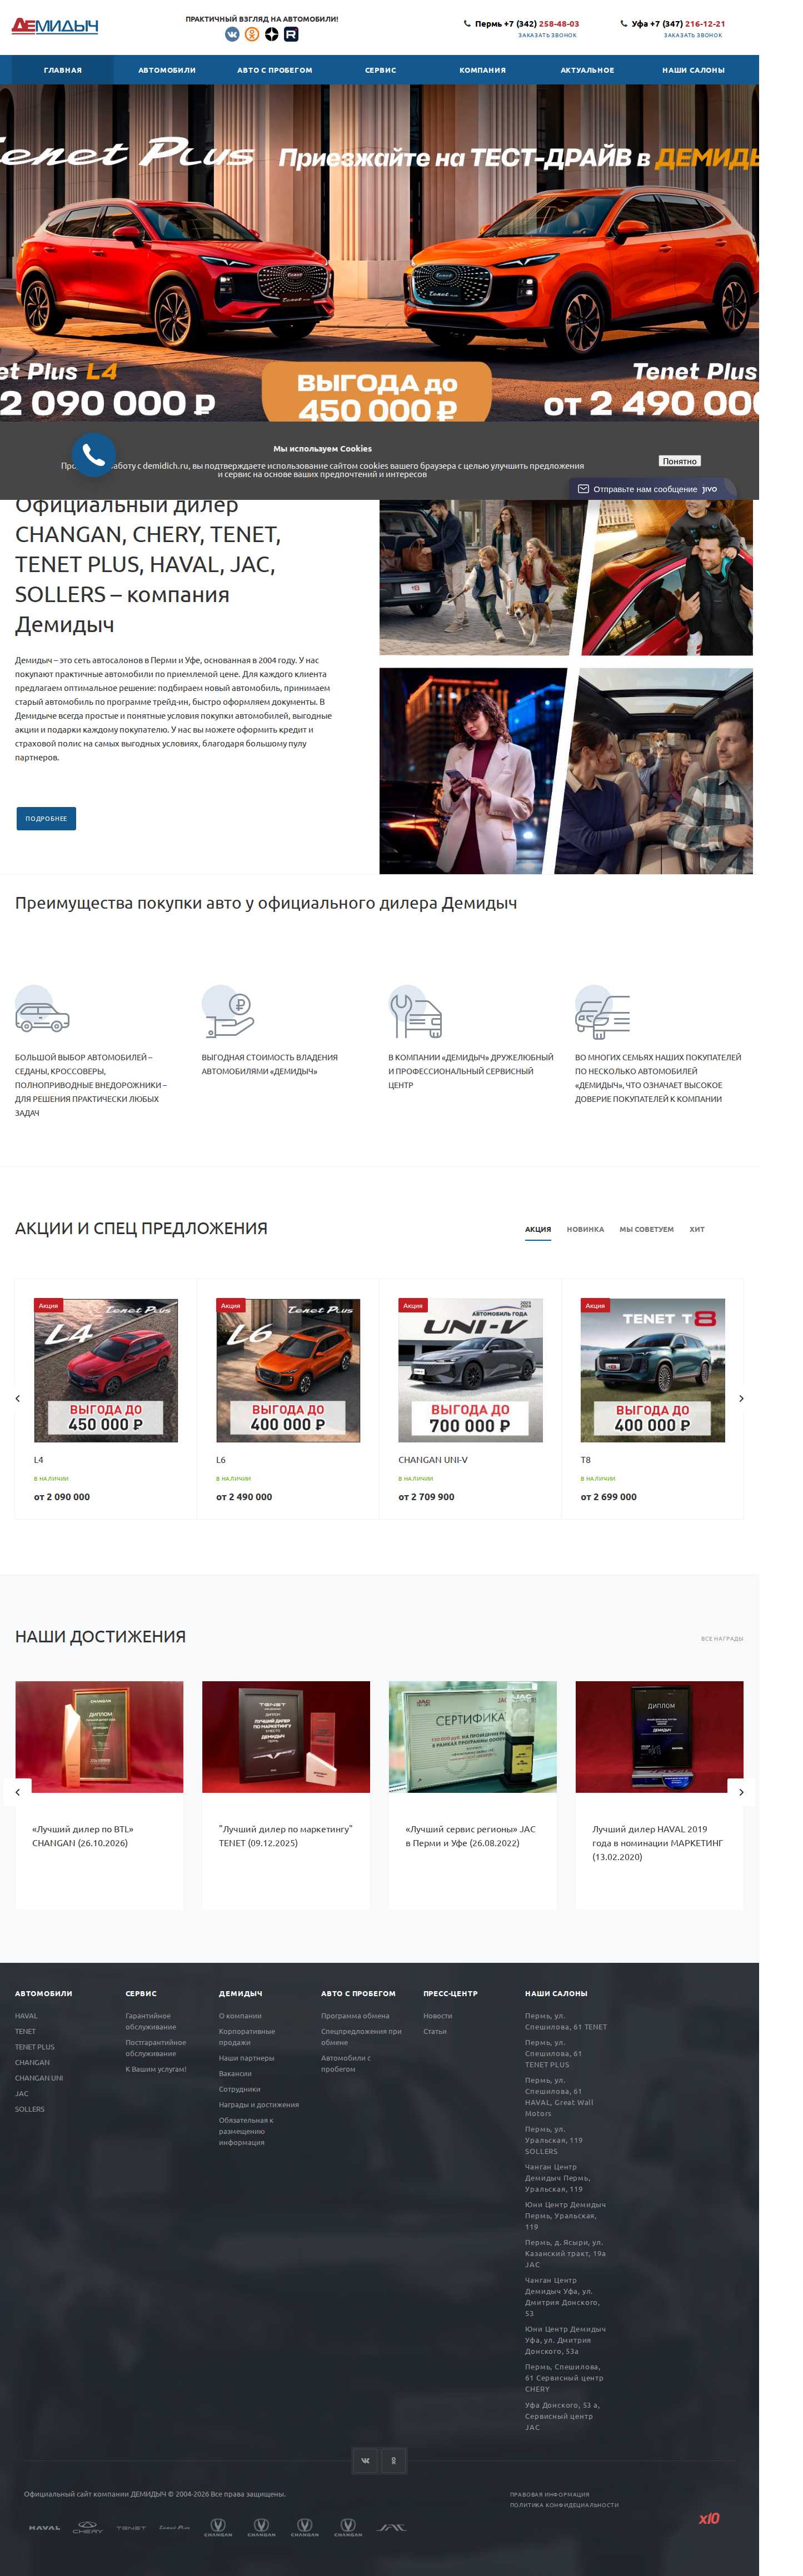 ДЕМИДЫЧ
ПРАКТИЧНЫЙ ВЗГЛЯД НА АВТОМОБИЛИ!
Пермь +7 (342) 258-48-03
ЗАКАЗАТЬ ЗВОНОК
Уфа +7 (347) 216-12-21
ЗАКАЗАТЬ ЗВОНОК
ГЛАВНАЯ
АВТОМОБИЛИ
АВТО С ПРОБЕГОМ
СЕРВИС
КОМПАНИЯ
АКТУАЛЬНОЕ
НАШИ САЛОНЫ
Tenet Plus
Приезжайте на ТЕСТ-ДРАЙВ в ДЕМИДЫ
et Plus L4
2 090 000 ₽
ВЫГОДА до
450 000 ₽
Tenet Plus
от 2 490 000
Мы используем Cookies
работу с demidich.ru, вы подтверждаете использование сайтом cookies вашего браузера с целью улучшить предложения
и сервис на основе ваших предпочтений и интересов
Понятно
Отправьте нам сообщение jivo
Официальный дилер
CHANGAN, CHERY, TENET,
TENET PLUS, HAVAL, JAC,
SOLLERS – компания
Демидыч
Демидыч – это сеть автосалонов в Перми и Уфе, основанная в 2004 году. У нас
покупают практичные автомобили по приемлемой цене. Для каждого клиента
предлагаем оптимальное решение: подбираем новый автомобиль, принимаем
старый автомобиль по программе трейд-ин, быстро оформляем документы. В
Демидыче всегда простые и понятные условия покупки автомобилей, выгодные
акции и подарки каждому покупателю. У нас вы можете оформить кредит и
страховой полис на самых выгодных условиях, благодаря большому пулу
партнеров.
ПОДРОБНЕЕ
Преимущества покупки авто у официального дилера Демидыч
БОЛЬШОЙ ВЫБОР АВТОМОБИЛЕЙ –
СЕДАНЫ, КРОССОВЕРЫ,
ПОЛНОПРИВОДНЫЕ ВНЕДОРОЖНИКИ –
ДЛЯ РЕШЕНИЯ ПРАКТИЧЕСКИ ЛЮБЫХ
ЗАДАЧ
ВЫГОДНАЯ СТОИМОСТЬ ВЛАДЕНИЯ
АВТОМОБИЛЯМИ «ДЕМИДЫЧ»
В КОМПАНИИ «ДЕМИДЫЧ» ДРУЖЕЛЮБНЫЙ
И ПРОФЕССИОНАЛЬНЫЙ СЕРВИСНЫЙ
ЦЕНТР
ВО МНОГИХ СЕМЬЯХ НАШИХ ПОКУПАТЕЛЕЙ
ПО НЕСКОЛЬКО АВТОМОБИЛЕЙ
«ДЕМИДЫЧ», ЧТО ОЗНАЧАЕТ ВЫСОКОЕ
ДОВЕРИЕ ПОКУПАТЕЛЕЙ К КОМПАНИИ
АКЦИИ И СПЕЦ ПРЕДЛОЖЕНИЯ
АКЦИЯ
НОВИНКА
МЫ СОВЕТУЕМ
ХИТ
Акция
Tenet Plus
L4
ВЫГОДА ДО
450 000 ₽
L4
В НАЛИЧИИ
от 2 090 000
Акция
Tenet Plus
L6
ВЫГОДА ДО
400 000 ₽
L6
В НАЛИЧИИ
от 2 490 000
Акция
АВТОМОБИЛЬ ГОДА
UNI-V
ВЫГОДА ДО
700 000 ₽
CHANGAN UNI-V
В НАЛИЧИИ
от 2 709 900
Акция
TENET T8
ВЫГОДА ДО
400 000 ₽
T8
В НАЛИЧИИ
от 2 699 000
НАШИ ДОСТИЖЕНИЯ
ВСЕ НАГРАДЫ
«Лучший дилер по BTL»
CHANGAN (26.10.2026)
"Лучший дилер по маркетингу"
TENET (09.12.2025)
СЕРТИФИКАТ
«Лучший сервис регионы» JAC
в Перми и Уфе (26.08.2022)
ДИПЛОМ
Лучший дилер HAVAL 2019
года в номинации МАРКЕТИНГ
(13.02.2020)
АВТОМОБИЛИ
HAVAL
TENET
TENET PLUS
CHANGAN
CHANGAN UNI
JAC
SOLLERS
СЕРВИС
Гарантийное
обслуживание
Постгарантийное
обслуживание
К Вашим услугам!
ДЕМИДЫЧ
О компании
Корпоративные
продажи
Наши партнеры
Вакансии
Сотрудники
Награды и достижения
Обязательная к
размещению
информация
АВТО С ПРОБЕГОМ
Программа обмена
Спецпредложения при
обмене
Автомобили с
пробегом
ПРЕСС-ЦЕНТР
Новости
Статьи
НАШИ САЛОНЫ
Пермь, ул.
Спешилова, 61 TENET
Пермь, ул.
Спешилова, 61
TENET PLUS
Пермь, ул.
Спешилова, 61
HAVAL, Great Wall
Motors
Пермь, ул.
Уральская, 119
SOLLERS
Чанган Центр
Демидыч Пермь,
Уральская, 119
Юни Центр Демидыч
Пермь, Уральская,
119
Пермь, д. Ясыри, ул.
Казанский тракт, 19а
JAC
Чанган Центр
Демидыч Уфа, ул.
Дмитрия Донского,
53
Юни Центр Демидыч
Уфа, ул. Дмитрия
Донского, 53а
Пермь, Спешилова,
61 Сервисный центр
CHERY
Уфа Донского, 53 а,
Сервисный центр
JAC
Официальный сайт компании ДЕМИДЫЧ © 2004-2026 Все права защищены.
ПРАВОВАЯ ИНФОРМАЦИЯ
ПОЛИТИКА КОНФИДЕЦИАЛЬНОСТИ
HAVAL
CHERY
TENET
Tenet Plus
CHANGAN
CHANGAN
CHANGAN
CHANGAN
JAC
x10